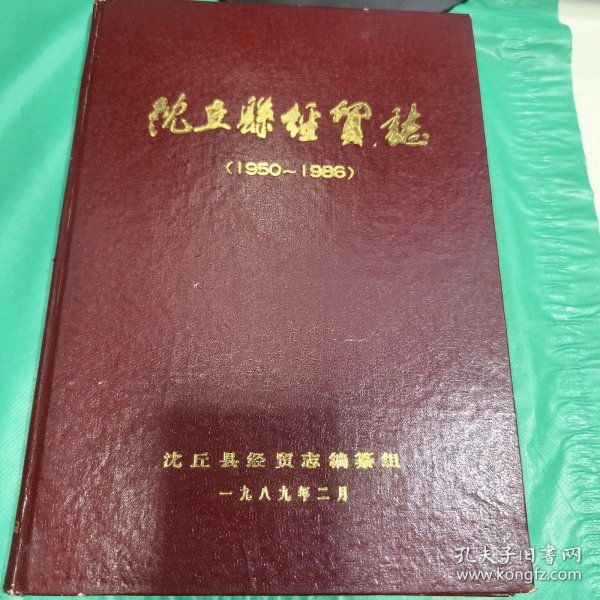 沈丘縣經貿誌
(1950～1986)
沈丘县经贸志编纂组
一九八九年二月
孔夫子旧书网
www.kongfz.com